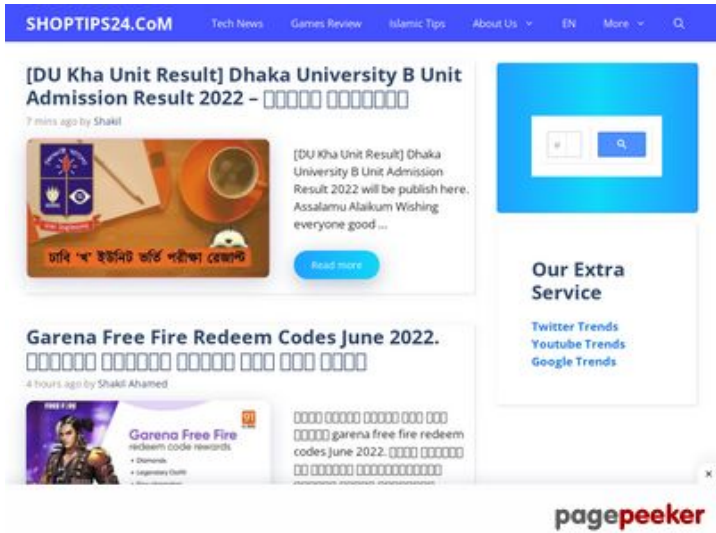 SHOPTIPS24.CoM
Tech News Games Review Islamic Tips About Us EN More
[DU Kha Unit Result] Dhaka University B Unit
Admission Result 2022 –
7 mins ago by Shakil
ঢাবি ‘খ’ ইউনিট ভর্তি পরীক্ষা রেজাল্ট
[DU Kha Unit Result] Dhaka
University B Unit Admission
Result 2022 will be publish here.
Assalamu Alaikum Wishing
everyone good ...
Read more
Our Extra
Service
Twitter Trends
Youtube Trends
Google Trends
Garena Free Fire Redeem Codes June 2022.
4 hours ago by Shakil Ahamed
FREE FIRE
91
Garena Free Fire
redeem code rewards
• Diamonds
• Legendary Outfit
garena free fire redeem
codes June 2022.
×
pagepeeker